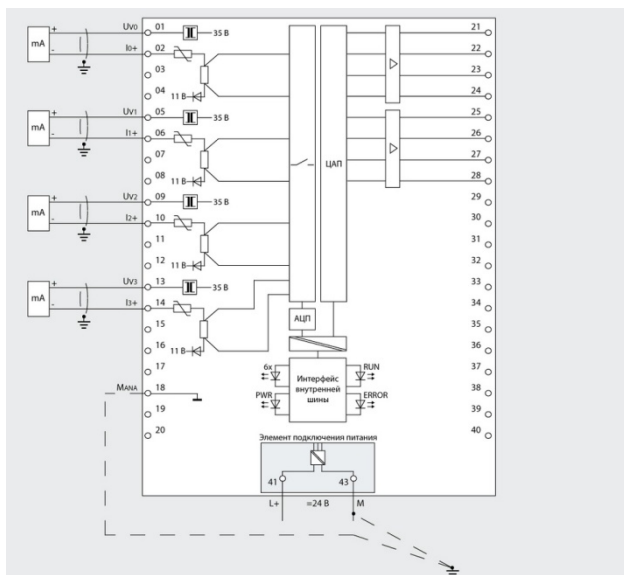 mA
+
-
UV0
01
35 В
I0+
02
03
04
11 В
mA
+
-
UV1
05
35 В
I1+
06
07
08
11 В
mA
+
-
UV2
09
35 В
I2+
10
11
12
11 В
mA
+
-
UV3
13
35 В
I3+
14
15
16
11 В
17
MANA
18
19
20
ЦАП
АЦП
21
22
23
24
25
26
27
28
29
30
31
32
33
34
35
36
37
38
39
40
6x
RUN
PWR
ERROR
Интерфейс
внутренней
шины
Элемент подключения питания
41
43
L+
=24 В
M